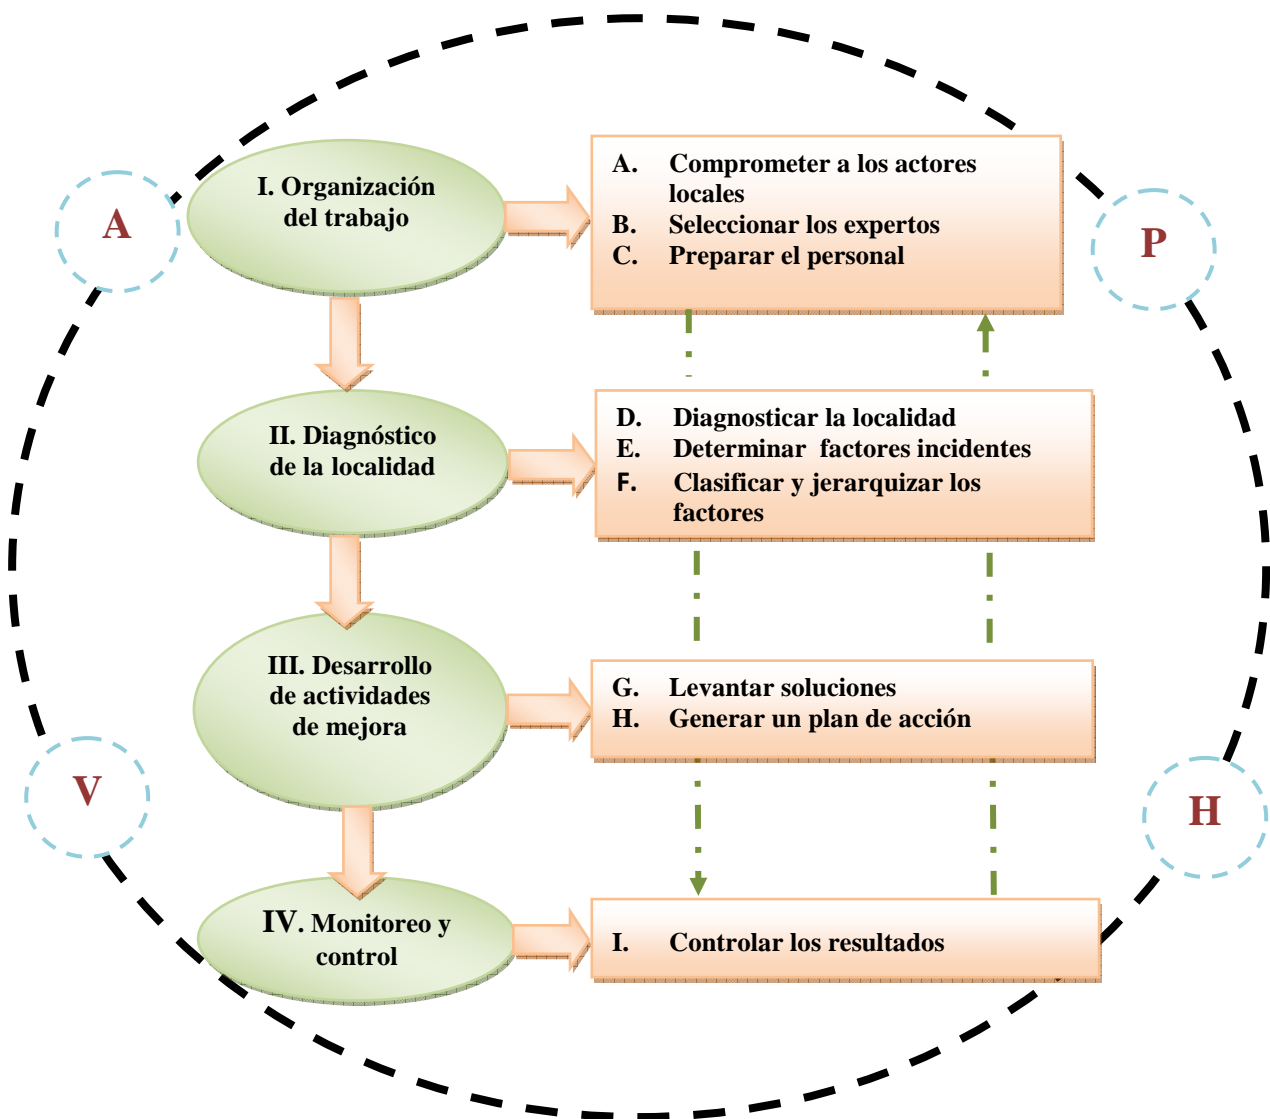 A
P
I. Organización
del trabajo
A. Comprometer a los actores
locales
B. Seleccionar los expertos
C. Preparar el personal
II. Diagnóstico
de la localidad
D. Diagnosticar la localidad
E. Determinar factores incidentes
F. Clasificar y jerarquizar los
factores
III. Desarrollo
de actividades
de mejora
G. Levantar soluciones
H. Generar un plan de acción
V
H
IV. Monitoreo y
control
I. Controlar los resultados